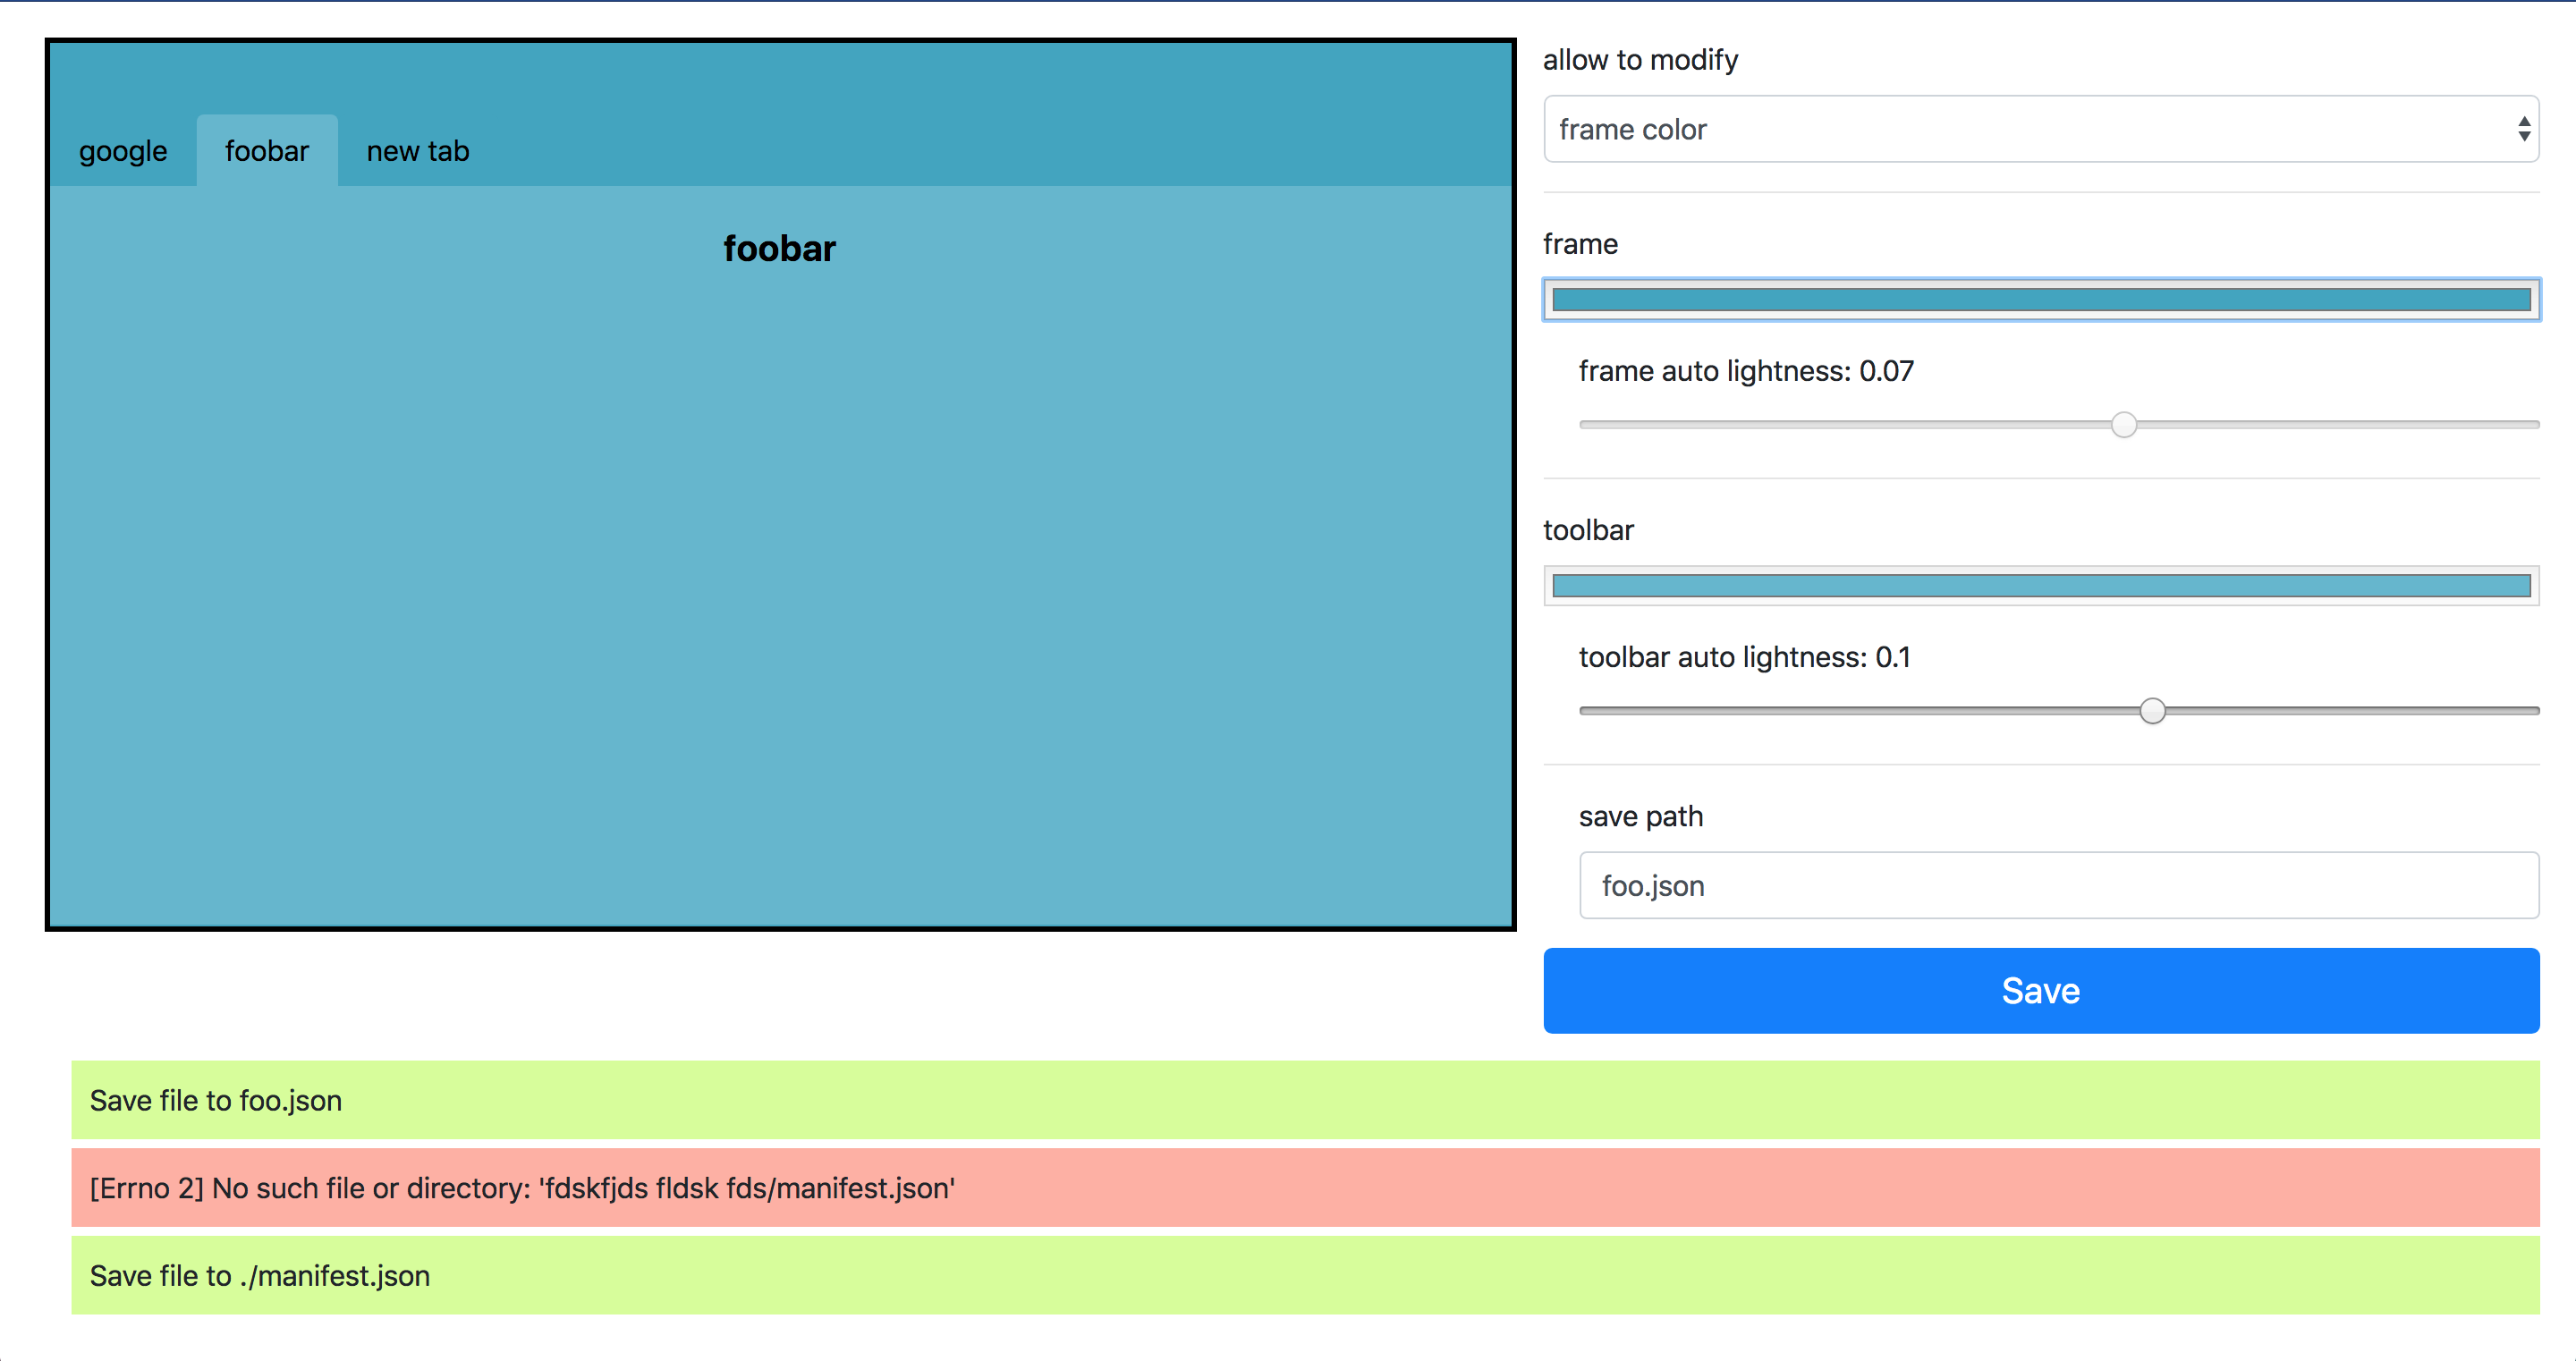 google foobar new tab
foobar
allow to modify
frame color
frame
frame auto lightness: 0.07
toolbar
toolbar auto lightness: 0.1
save path
foo.json
Save
Save file to foo.json
[Errno 2] No such file or directory: 'fdskfjds fldsk fds/manifest.json'
Save file to ./manifest.json